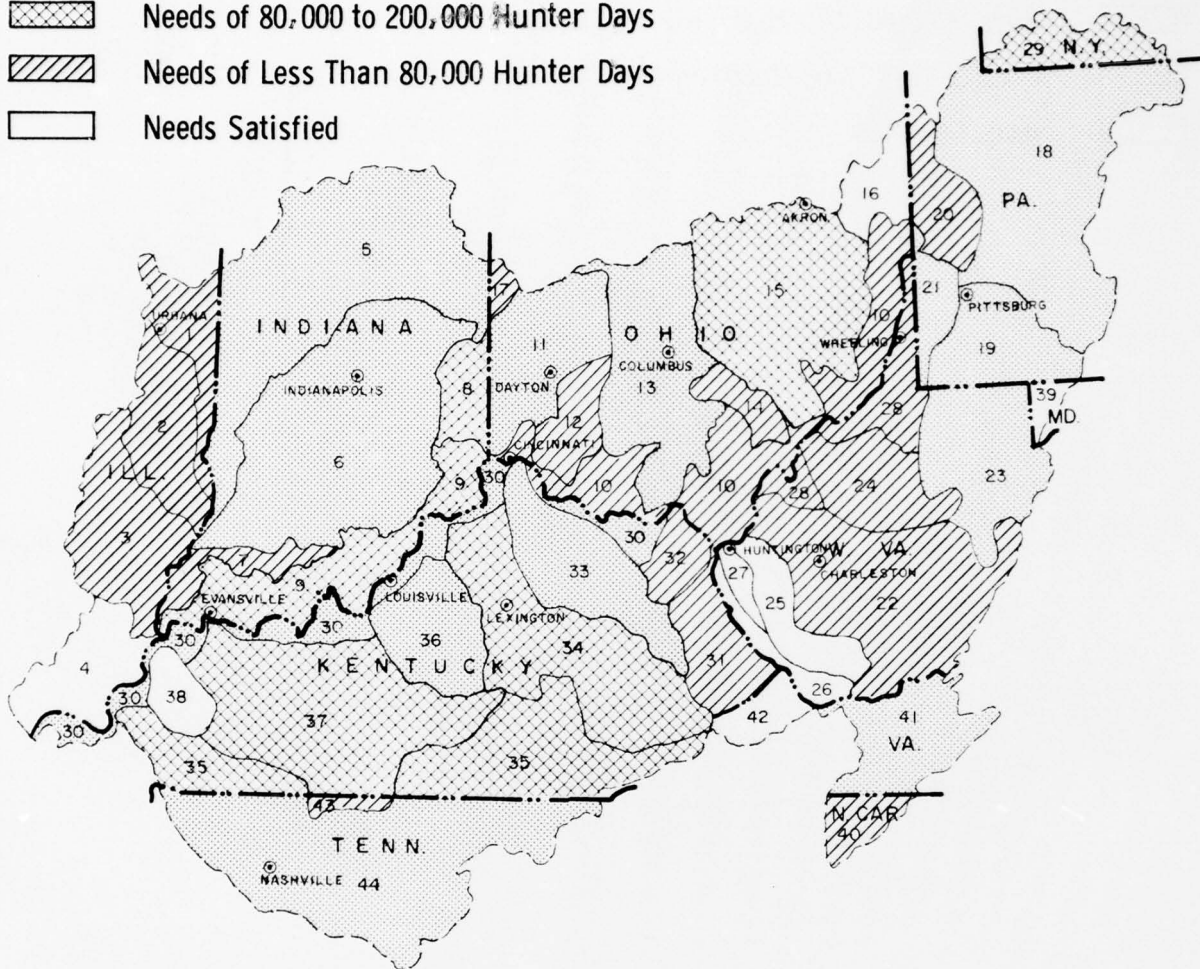 Needs of 80,000 to 200,000 Hunter Days
Needs of Less Than 80,000 Hunter Days
Needs Satisfied
29 N.Y.
18
PA.
16
AKRON
20
5
17
URHANA
1
INDIANA
OHIO
15
10
21
PITTSBURG
11
WHEELING
19
COLUMBUS
INDIANAPOLIS
8
DAYTON
13
39
MD.
2
12
14
28
CINCINNATI
ILL.
6
9
30
10
10
28
24
23
3
30
32
HUNTINGTON
W. VA.
7
33
27
CHARLESTON
9
EVANSVILLE
LOUISVILLE
LEXINGTON
25
22
30
30
36
34
4
KENTUCKY
31
30
38
26
42
41
30
37
VA.
35
35
43
N CAR
40
TENN.
NASHVILLE 44